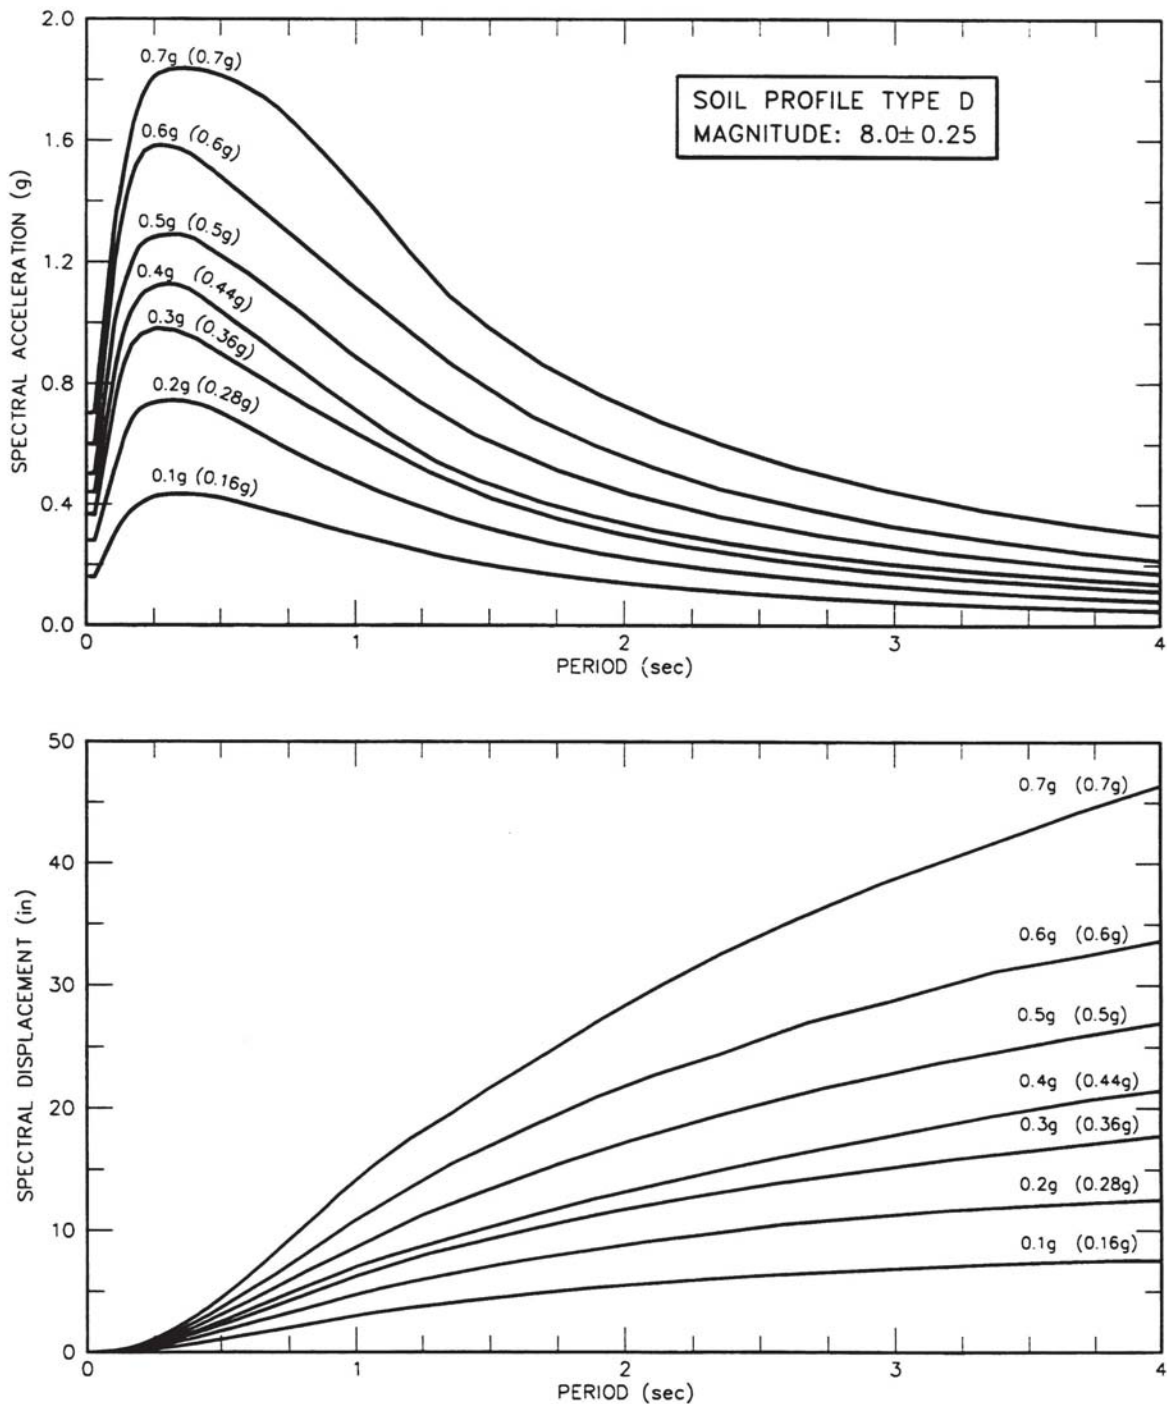 2.0
0.7g (0.7g)
SOIL PROFILE TYPE D
MAGNITUDE: 8.0±0.25
1.6
0.6g (0.6g)
0.5g (0.5g)
1.2
0.4g (0.44g)
0.3g (0.36g)
0.8
0.2g (0.28g)
0.1g (0.16g)
0.4
0.0
SPECTRAL ACCELERATION (g)
0 1 2 3 4
PERIOD (sec)
50
0.7g (0.7g)
40
0.6g (0.6g)
30
0.5g (0.5g)
0.4g (0.44g)
20
0.3g (0.36g)
0.2g (0.28g)
10
0.1g (0.16g)
0
SPECTRAL DISPLACEMENT (in)
0 1 2 3 4
PERIOD (sec)